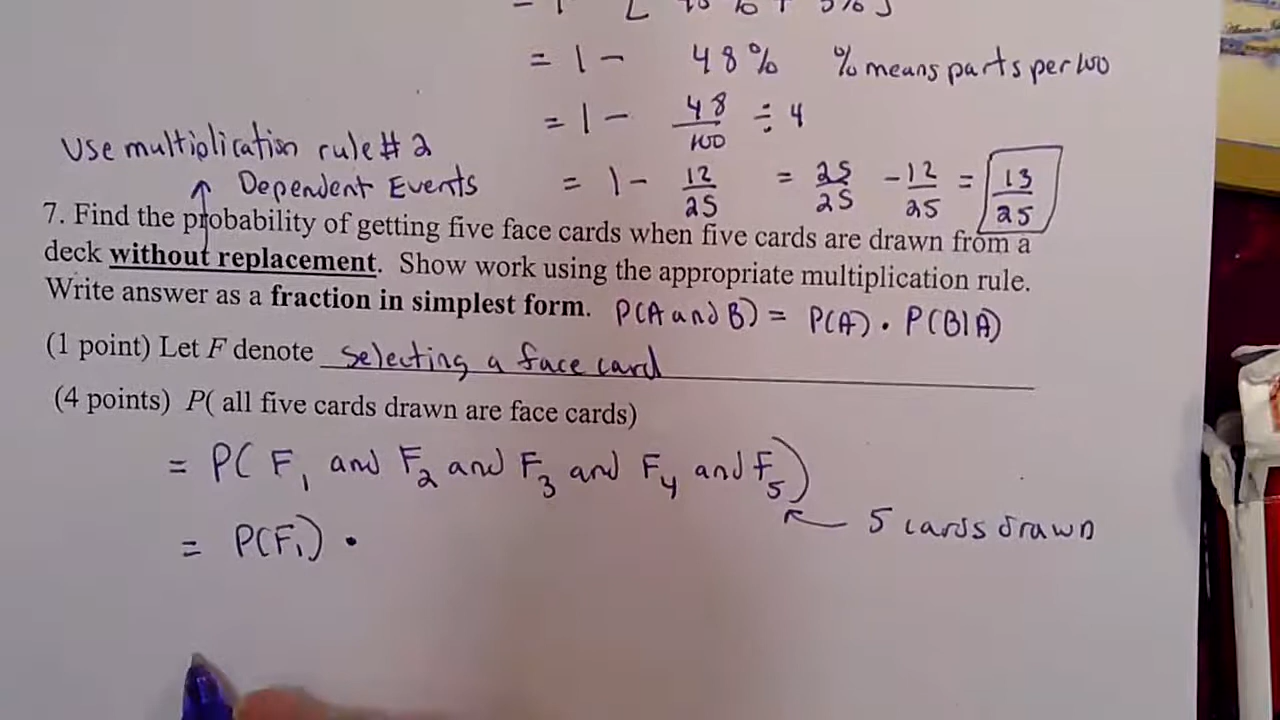 = 1 - 48% % means parts per 100
= 1 - 48/100 ÷ 4
Use multiplication rule # 2
Dependent Events = 1 - 12/25 = 25/25 - 12/25 = 13/25
7. Find the probability of getting five face cards when five cards are drawn from a
deck without replacement. Show work using the appropriate multiplication rule.
Write answer as a fraction in simplest form. P(A and B) = P(A) • P(B|A)
(1 point) Let F denote selecting a face card
(4 points) P( all five cards drawn are face cards)
= P( F₁ and F₂ and F₃ and F₄ and F₅)
5 cards drawn
= P(F₁) •